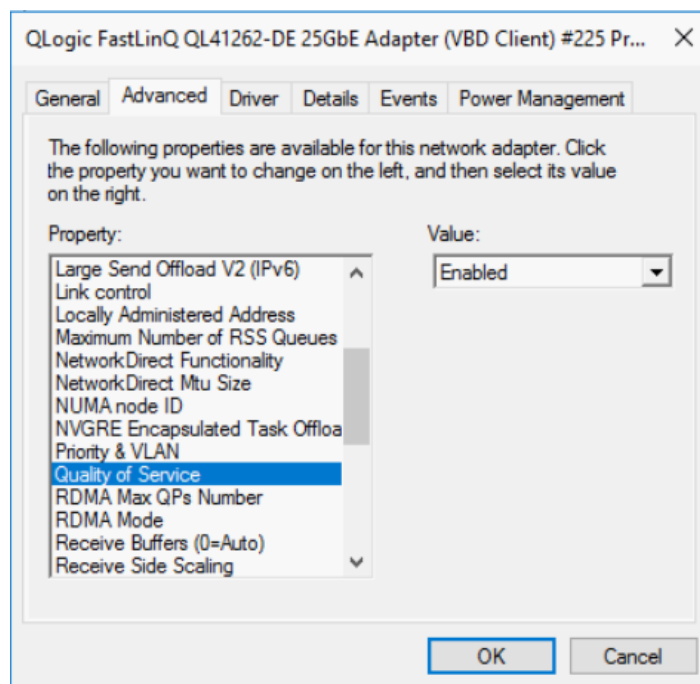 QLogic FastLinQ QL41262-DE 25GbE Adapter (VBD Client) #225 Pr...
General Advanced Driver Details Events Power Management
The following properties are available for this network adapter. Click
the property you want to change on the left, and then select its value
on the right.
Property:
Value:
Large Send Offload V2 (IPv6)
Enabled
Link control
Locally Administered Address
Maximum Number of RSS Queues
NetworkDirect Functionality
NetworkDirect Mtu Size
NUMA node ID
NVGRE Encapsulated Task Offloa
Priority & VLAN
Quality of Service
RDMA Max QPs Number
RDMA Mode
Receive Buffers (0=Auto)
Receive Side Scaling
OK
Cancel